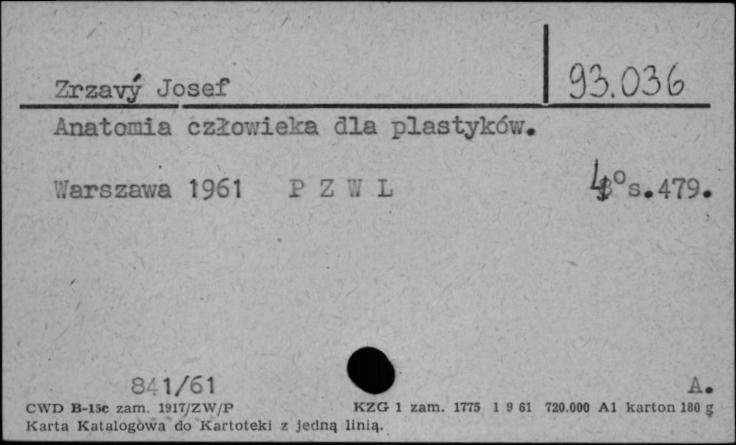 Zrzavý Josef 93.036
Anatomia człowieka dla plastyków.
Warszawa 1961 P Z W L 4° s.479.
841/61 A.
CWD B-15c zam. 1917/ZW/P KZG 1 zam. 1775 1 9 61 720.000 A1 karton 180 g
Karta Katalogowa do Kartoteki z jedną linią.